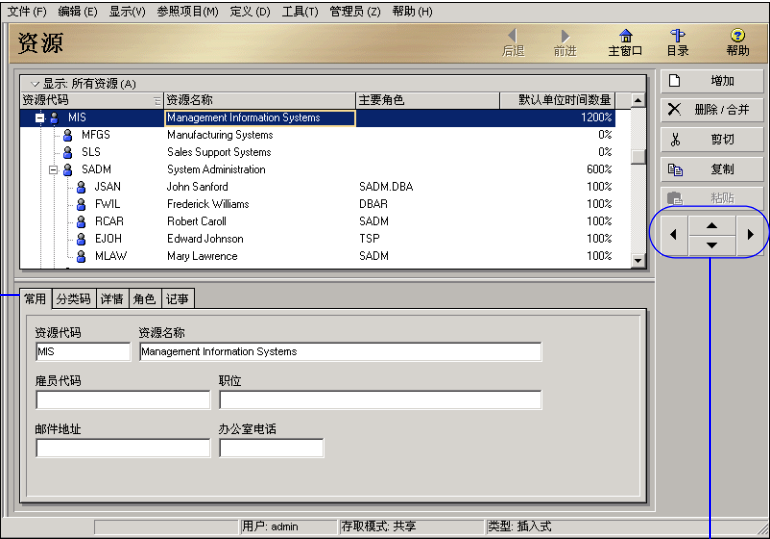 文件(F) 编辑(E) 显示(V) 参照项目(M) 定义(D) 工具(T) 管理员(Z) 帮助(H)
资源
后退 前进 主窗口 目录 帮助
显示: 所有资源 (A)
资源代码 资源名称 主要角色 默认单位时间数量
MIS Management Information Systems 1200%
MFGS Manufacturing Systems 0%
SLS Sales Support Systems 0%
SADM System Administration 600%
JSAN John Sanford SADM.DBA 100%
FWIL Frederick Williams DBAR 100%
RCAR Robert Caroll SADM 100%
EJOH Edward Johnson TSP 100%
MLAW Mary Lawrence SADM 100%
增加
删除/合并
剪切
复制
粘贴
常用 分类码 详情 角色 记事
资源代码 资源名称
MIS Management Information Systems
雇员代码 职位
邮件地址 办公室电话
用户: admin 存取模式: 共享 类型: 插入式